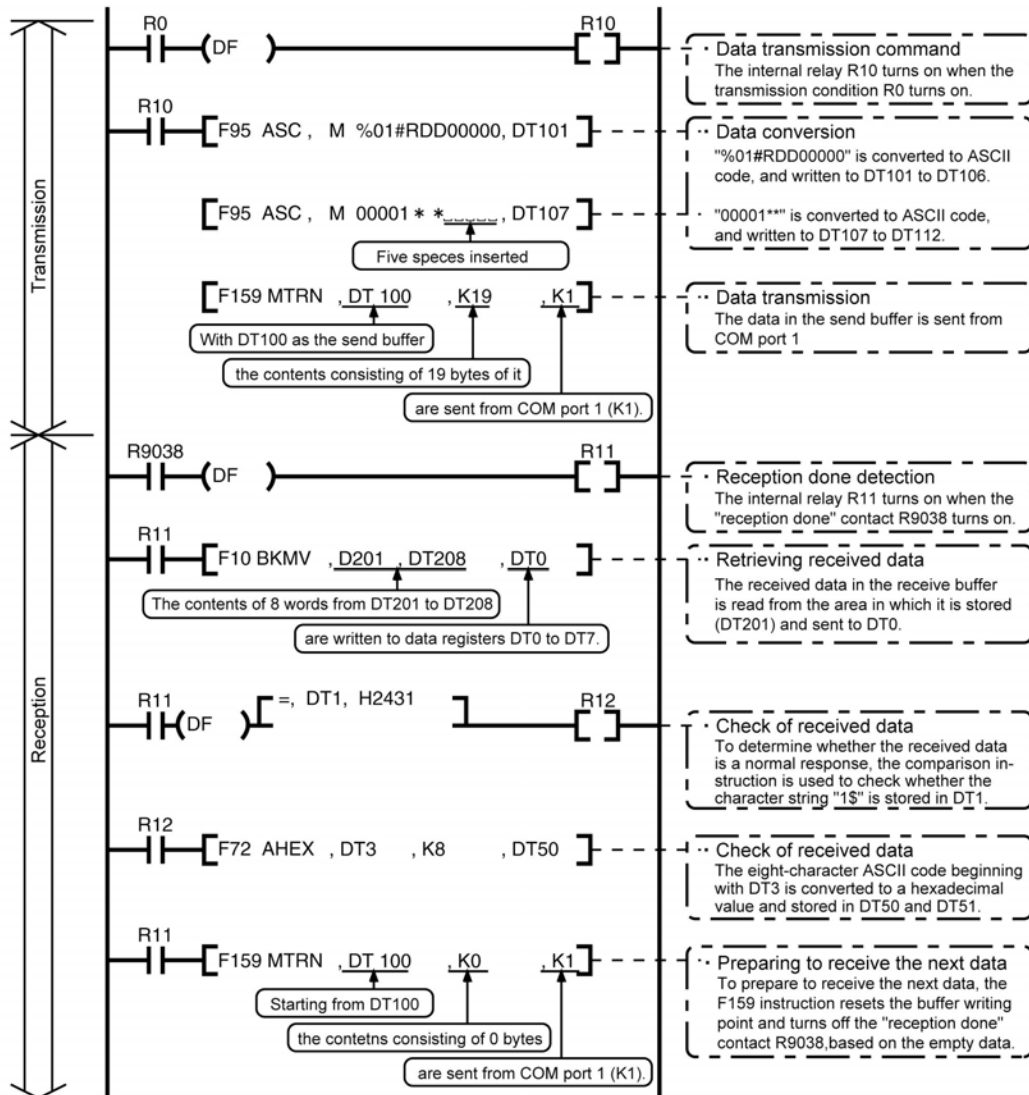 Transmission
R0
DF
R10
· Data transmission command
The internal relay R10 turns on when the
transmission condition R0 turns on.
R10
F95 ASC , M %01#RDD00000, DT101
· Data conversion
"%01#RDD00000" is converted to ASCII
code, and written to DT101 to DT106.
F95 ASC , M 00001 * * ␣␣␣␣␣ , DT107
"00001**" is converted to ASCII code,
and written to DT107 to DT112.
Five speces inserted
F159 MTRN , DT 100 , K19 , K1
· Data transmission
The data in the send buffer is sent from
COM port 1
With DT100 as the send buffer
the contents consisting of 19 bytes of it
are sent from COM port 1 (K1).
Reception
R9038
DF
R11
· Reception done detection
The internal relay R11 turns on when the
"reception done" contact R9038 turns on.
R11
F10 BKMV , D201 , DT208 , DT0
· Retrieving received data
The received data in the receive buffer
is read from the area in which it is stored
(DT201) and sent to DT0.
The contents of 8 words from DT201 to DT208
are written to data registers DT0 to DT7.
R11
DF
=, DT1, H2431
R12
· Check of received data
To determine whether the received data
is a normal response, the comparison in-
struction is used to check whether the
character string "1$" is stored in DT1.
R12
F72 AHEX , DT3 , K8 , DT50
· Check of received data
The eight-character ASCII code beginning
with DT3 is converted to a hexadecimal
value and stored in DT50 and DT51.
R11
F159 MTRN , DT 100 , K0 , K1
· Preparing to receive the next data
To prepare to receive the next data, the
F159 instruction resets the buffer writing
point and turns off the "reception done"
contact R9038,based on the empty data.
Starting from DT100
the contetns consisting of 0 bytes
are sent from COM port 1 (K1).